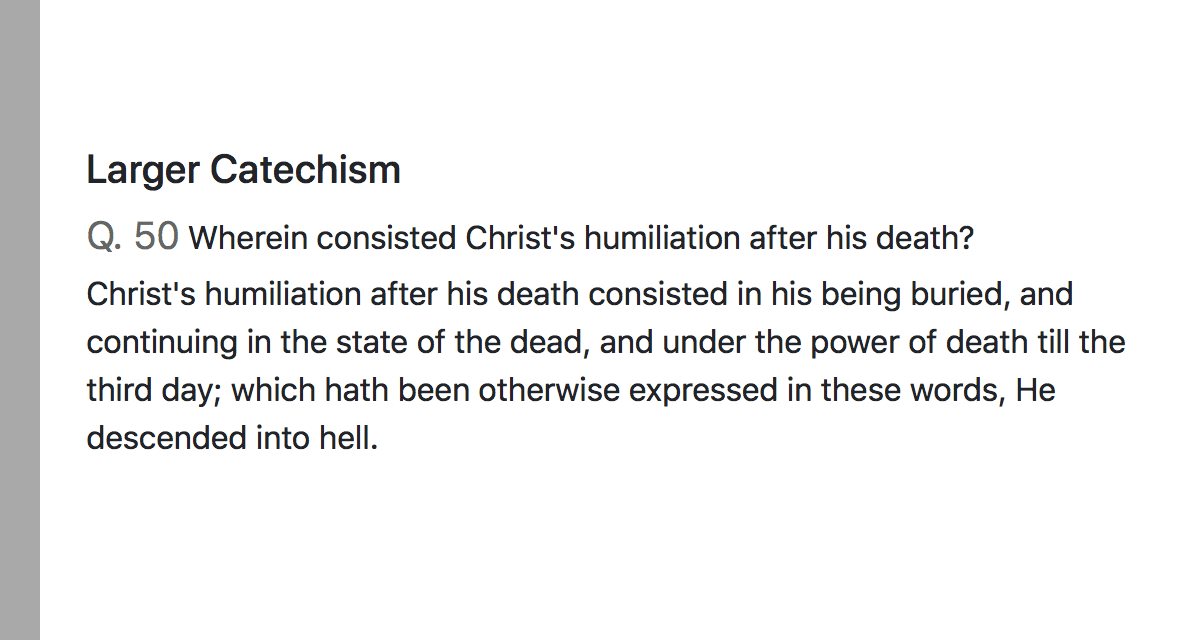 Larger Catechism
Q. 50 Wherein consisted Christ's humiliation after his death?
Christ's humiliation after his death consisted in his being buried, and
continuing in the state of the dead, and under the power of death till the
third day; which hath been otherwise expressed in these words, He
descended into hell.